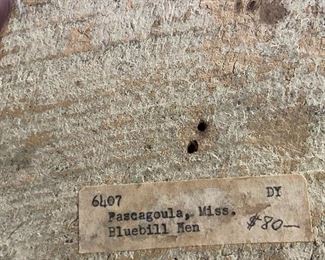 6407 DY
Pascagoula, Miss.
Bluebill Hen $80—